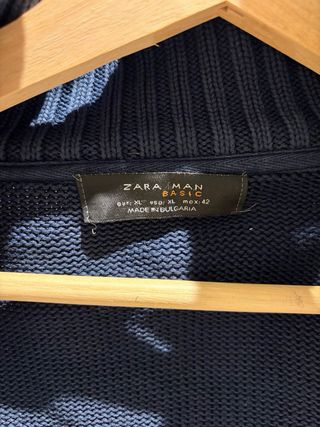 ZARA MAN
BASIC
eur: XL usa: XL mex: 42
MADE IN BULGARIA